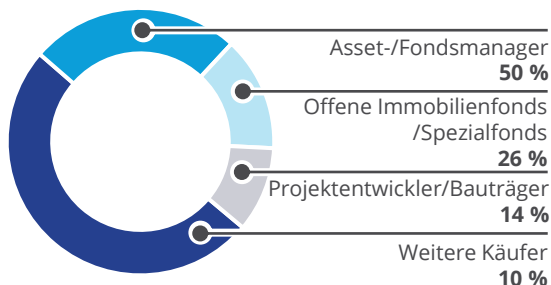 Asset-/Fondsmanager
50 %
Offene Immobilienfonds
/Spezialfonds
26 %
Projektentwickler/Bauträger
14 %
Weitere Käufer
10 %